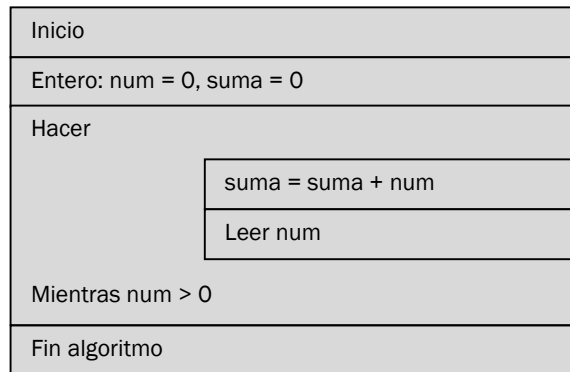 Inicio
Entero: num = 0, suma = 0
Hacer
suma = suma + num
Leer num
Mientras num > 0
Fin algoritmo